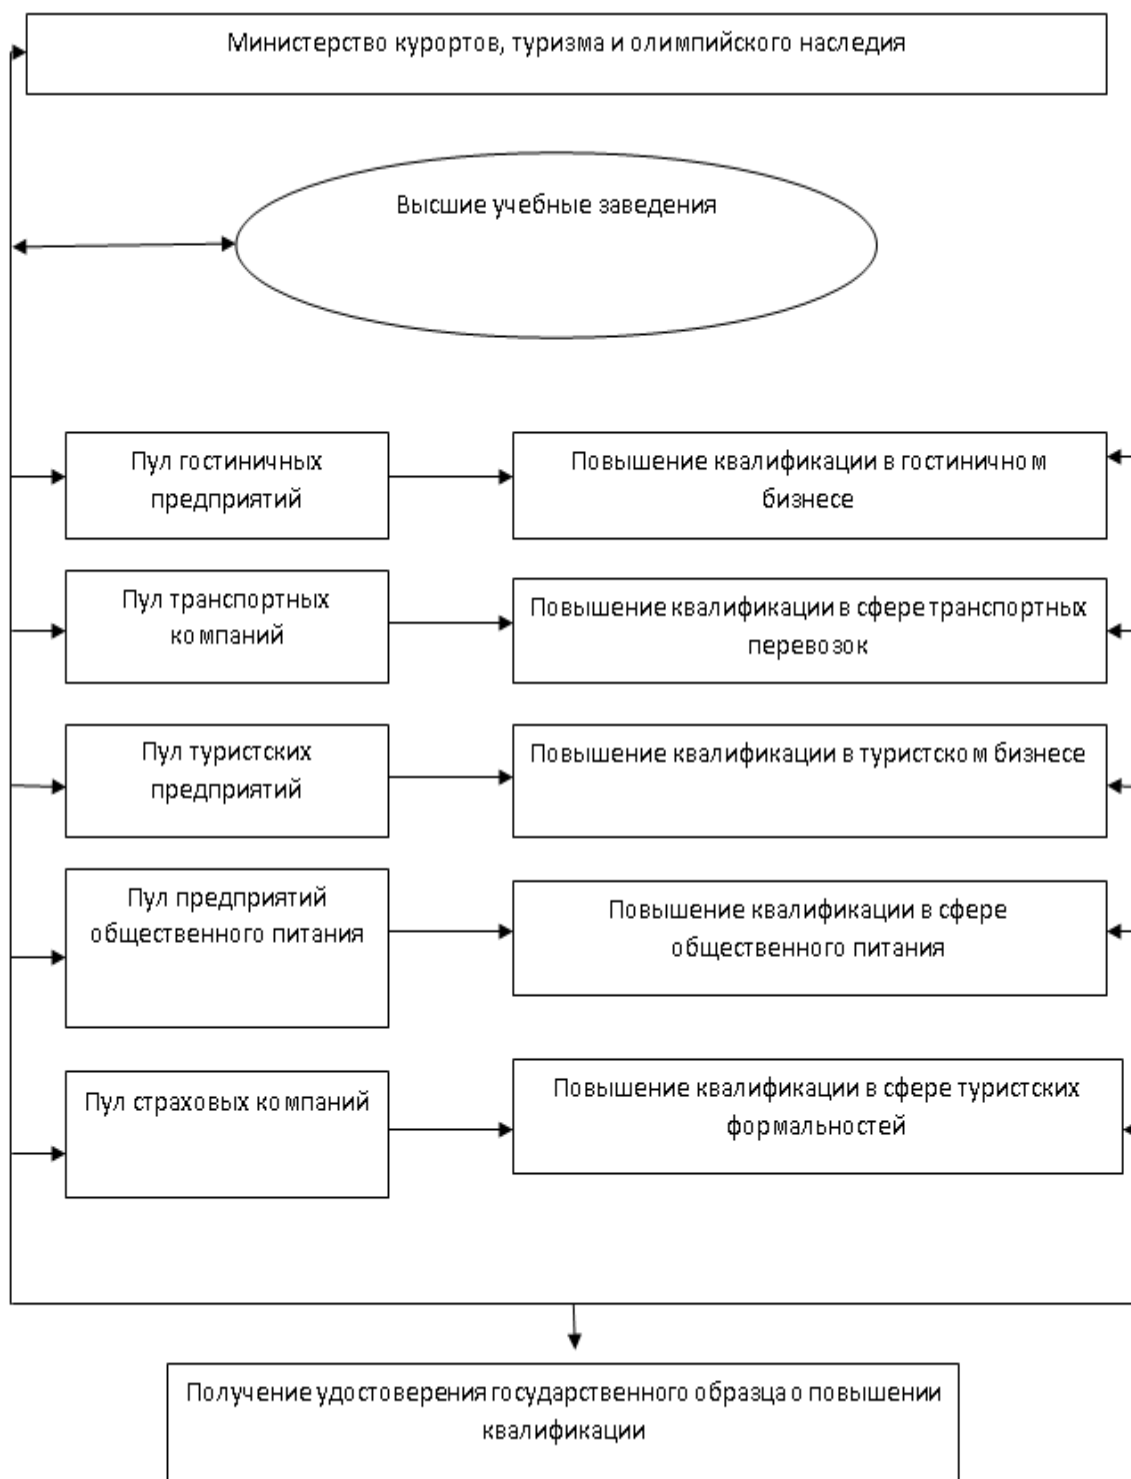 Министерство курортов, туризма и олимпийского наследия
Высшие учебные заведения
Пул гостиничных
предприятий
Повышение квалификации в гостиничном
бизнесе
Пул транспортных
компаний
Повышение квалификации в сфере транспортных
перевозок
Пул туристских
предприятий
Повышение квалификации в туристском бизнесе
Пул предприятий
общественного питания
Повышение квалификации в сфере
общественного питания
Пул страховых компаний
Повышение квалификации в сфере туристских
формальностей
Получение удостоверения государственного образца о повышении
квалификации